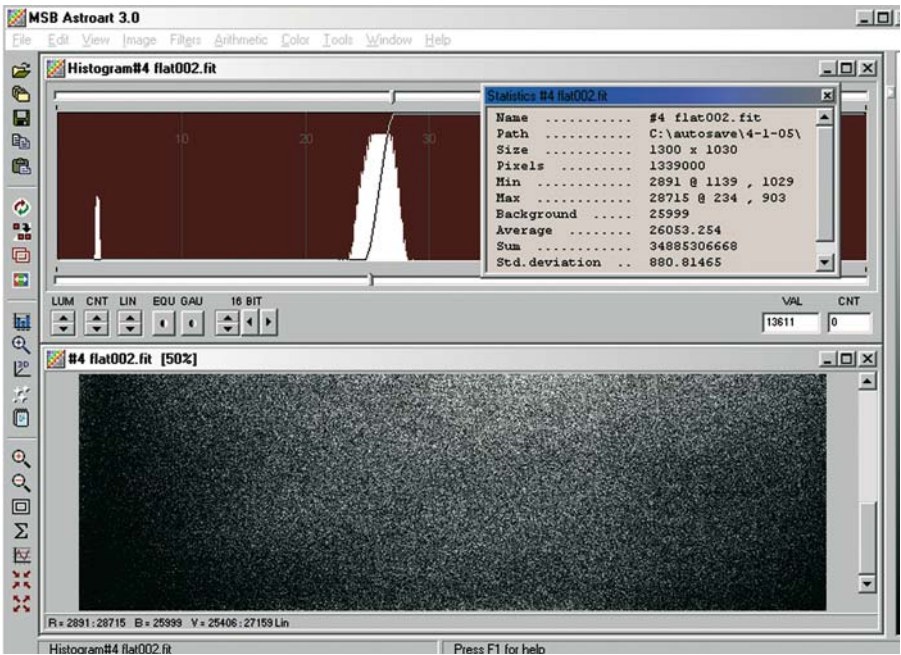 MSB Astroart 3.0
File Edit View Image Filters Arithmetic Color Tools Window Help
Histogram#4 flat002.fit
10 20 30
Statistics #4 flat002.fit
Name ........... #4 flat002.fit
Path ........... C:\autosave\4-1-05\
Size ........... 1300 x 1030
Pixels ......... 1339000
Min ............ 2891 @ 1139 , 1029
Max ............ 28715 @ 234 , 903
Background ..... 25999
Average ........ 26053.254
Sum ............ 34885306668
Std.deviation .. 880.81465
LUM CNT LIN EQU GAU 16 BIT VAL CNT
13611 0
#4 flat002.fit [50%]
3D
R= 2891:28715 B= 25999 V= 25406:27159 Lin
Histogram#4 flat002.fit Press F1 for help